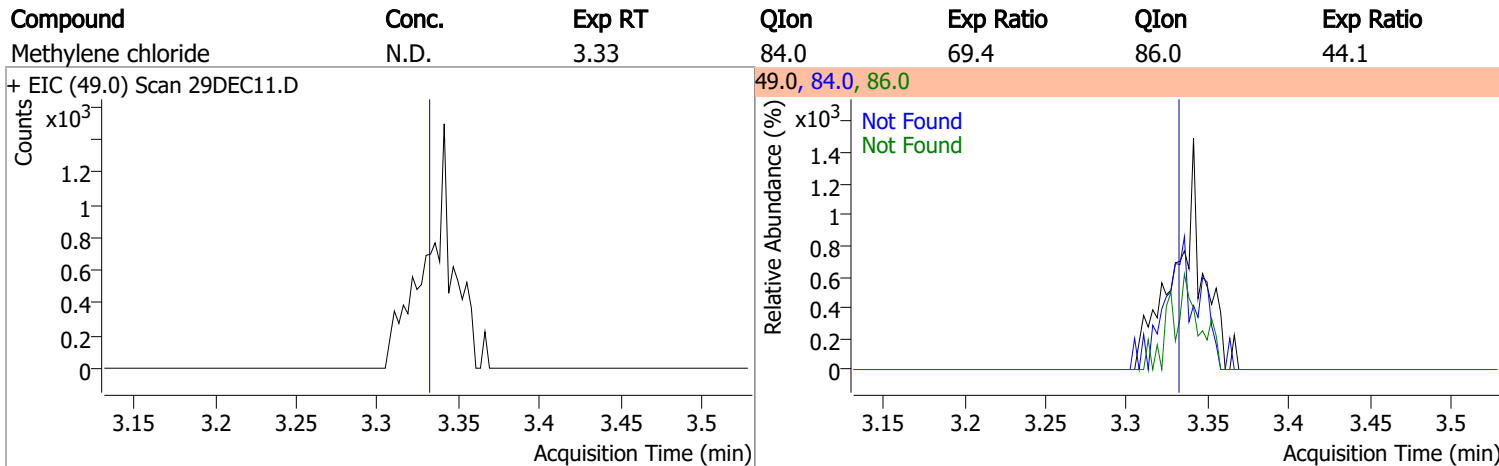 Compound Conc. Exp RT QIon Exp Ratio QIon Exp Ratio
Methylene chloride N.D. 3.33 84.0 69.4 86.0 44.1
+ EIC (49.0) Scan 29DEC11.D
Counts
x10³
1.2
1
0.8
0.6
0.4
0.2
0
3.15 3.2 3.25 3.3 3.35 3.4 3.45 3.5
Acquisition Time (min)
49.0, 84.0, 86.0
Relative Abundance (%)
x10³
Not Found
Not Found
1.4
1.2
1
0.8
0.6
0.4
0.2
0
3.15 3.2 3.25 3.3 3.35 3.4 3.45 3.5
Acquisition Time (min)